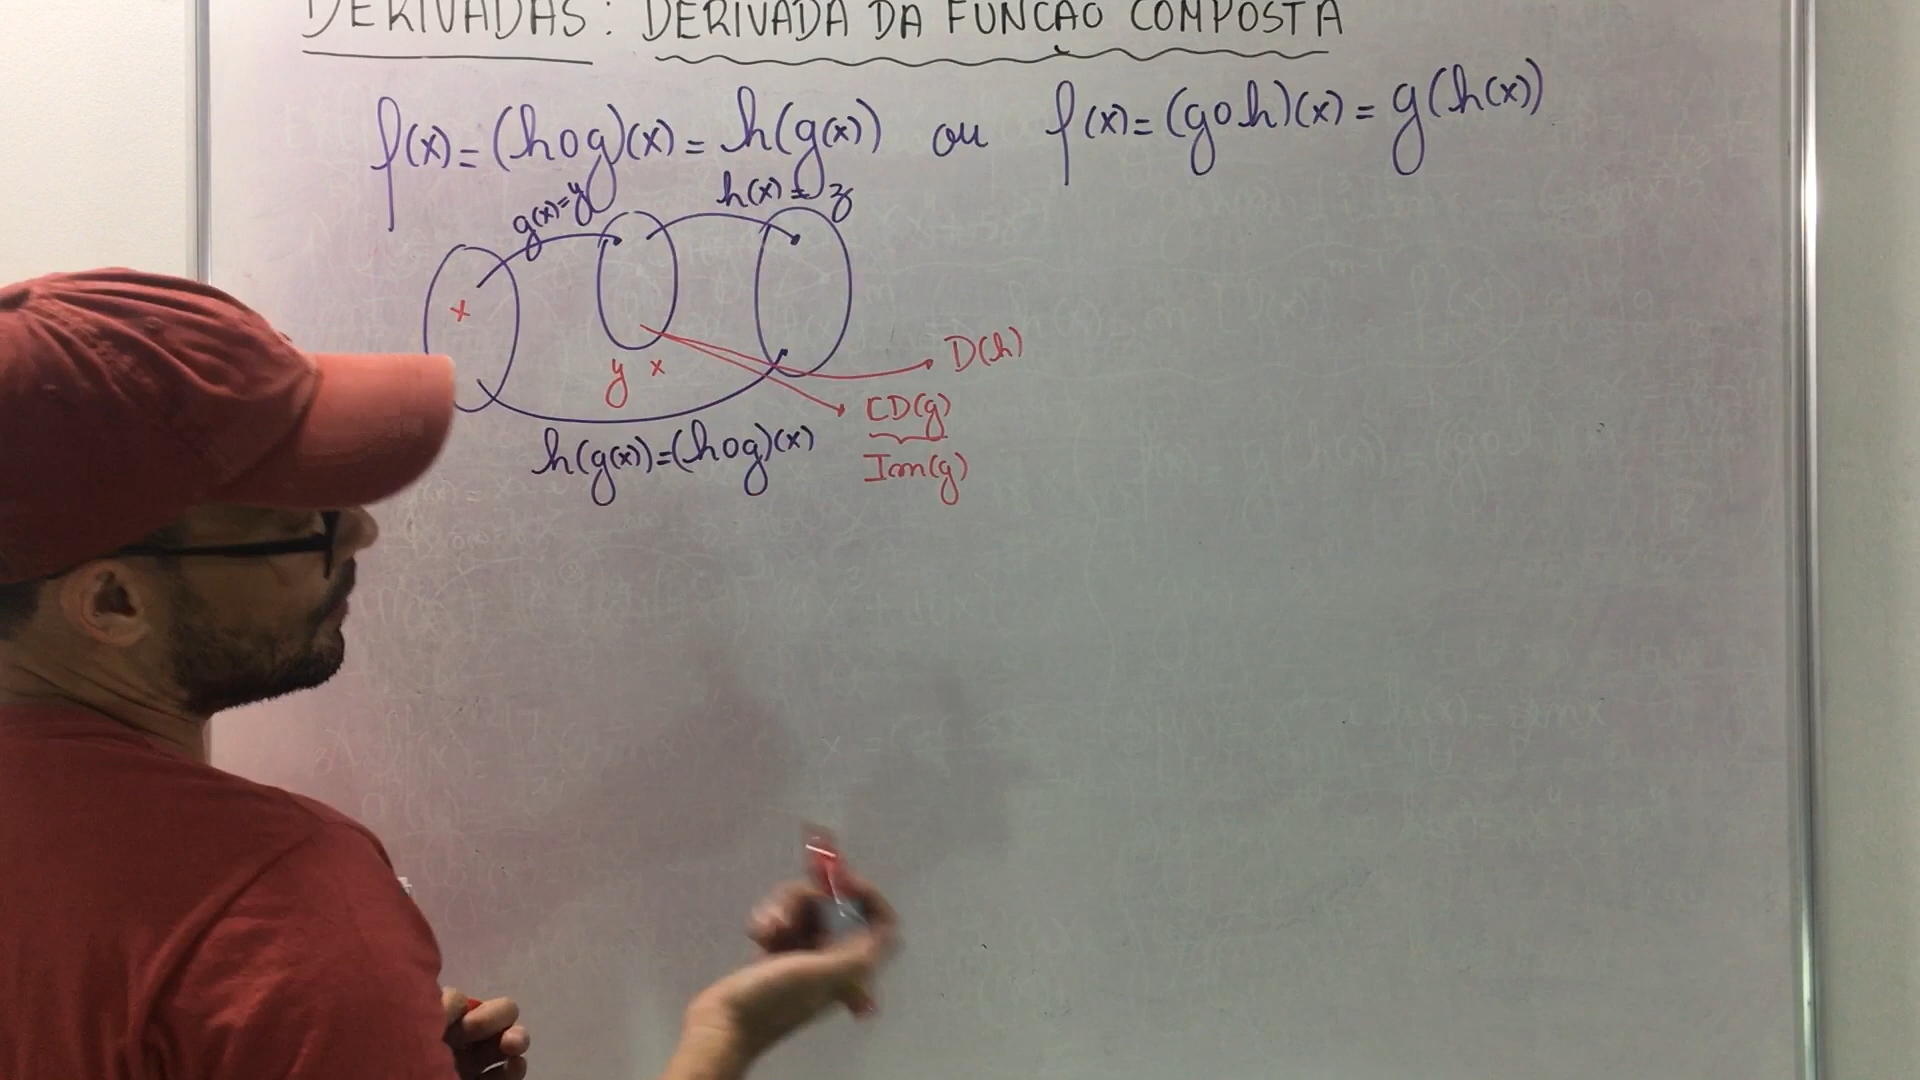 DERIVADAS: DERIVADA DA FUNÇÃO COMPOSTA
f(x)=(hog)(x)=h(g(x)) ou f(x)=(goh)(x)=g(h(x))
g(x)=y h(x)=z
x
y x
D(h)
CD(g)
h(g(x))=(hog)(x)
Im(g)